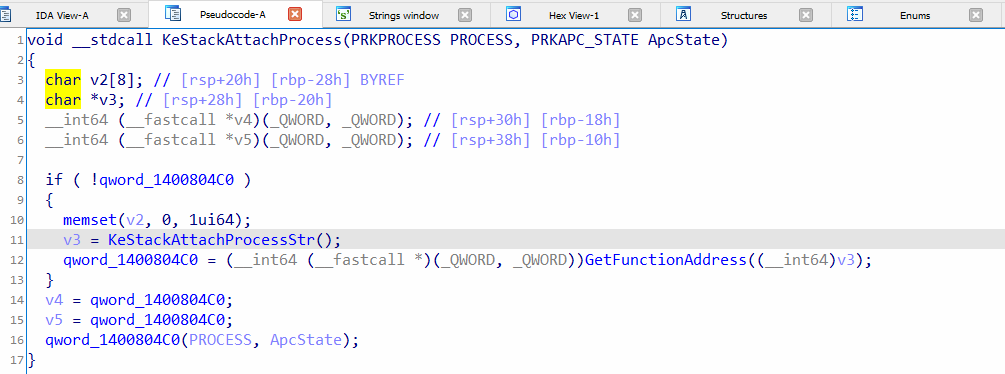 IDA View-A Pseudocode-A Strings window Hex View-1 Structures Enums
1 void __stdcall KeStackAttachProcess(PRKPROCESS PROCESS, PRKAPC_STATE ApcState)
2 {
3 char v2[8]; // [rsp+20h] [rbp-28h] BYREF
4 char *v3; // [rsp+28h] [rbp-20h]
5 __int64 (__fastcall *v4)(_QWORD, _QWORD); // [rsp+30h] [rbp-18h]
6 __int64 (__fastcall *v5)(_QWORD, _QWORD); // [rsp+38h] [rbp-10h]
7
8 if ( !qword_1400804C0 )
9 {
10 memset(v2, 0, 1ui64);
11 v3 = KeStackAttachProcessStr();
12 qword_1400804C0 = (__int64 (__fastcall *)(_QWORD, _QWORD))GetFunctionAddress((__int64)v3);
13 }
14 v4 = qword_1400804C0;
15 v5 = qword_1400804C0;
16 qword_1400804C0(PROCESS, ApcState);
17 }